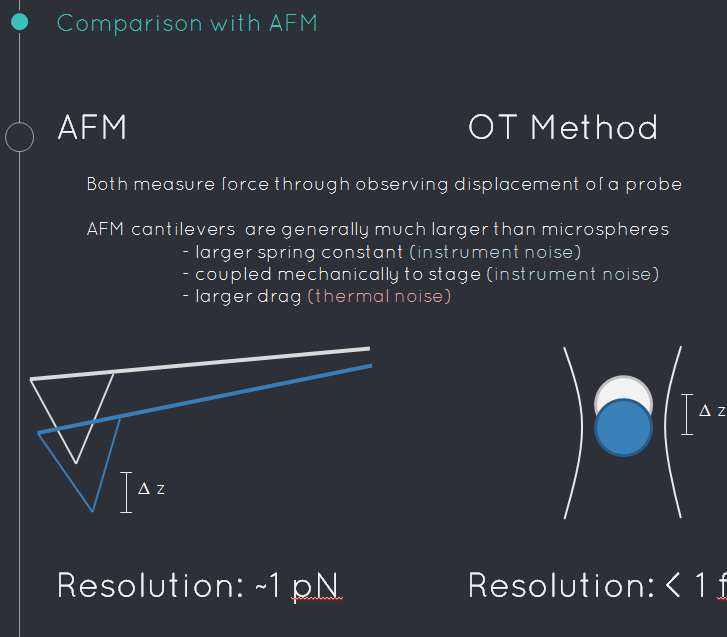 Comparison with AFM
AFM
OT Method
Both measure force through observing displacement of a probe
AFM cantilevers are generally much larger than microspheres
- larger spring constant (instrument noise)
- coupled mechanically to stage (instrument noise)
- larger drag (thermal noise)
Δ z
Δ z
Resolution: ~1 pN
Resolution: < 1 f